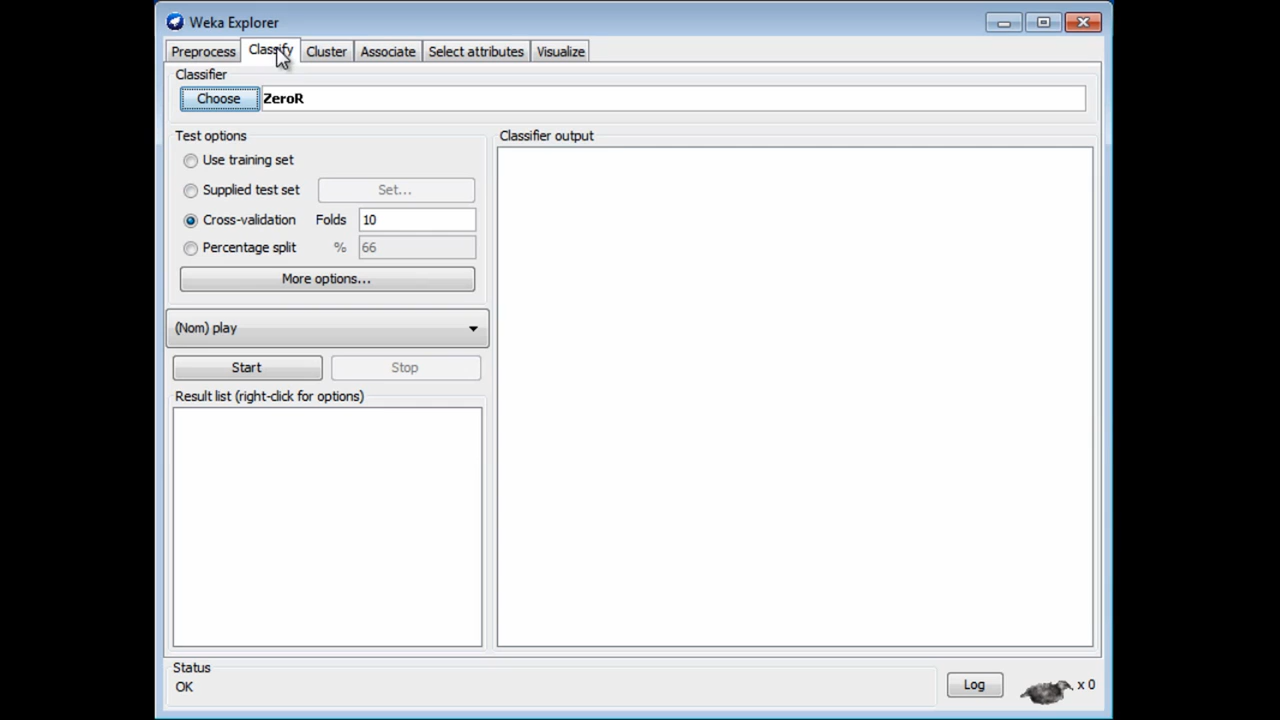 Weka Explorer
Preprocess Classify Cluster Associate Select attributes Visualize
Classifier
Choose ZeroR
Test options
Use training set
Supplied test set Set...
Cross-validation Folds 10
Percentage split % 66
More options...
(Nom) play
Start Stop
Result list (right-click for options)
Classifier output
Status
OK
Log x 0